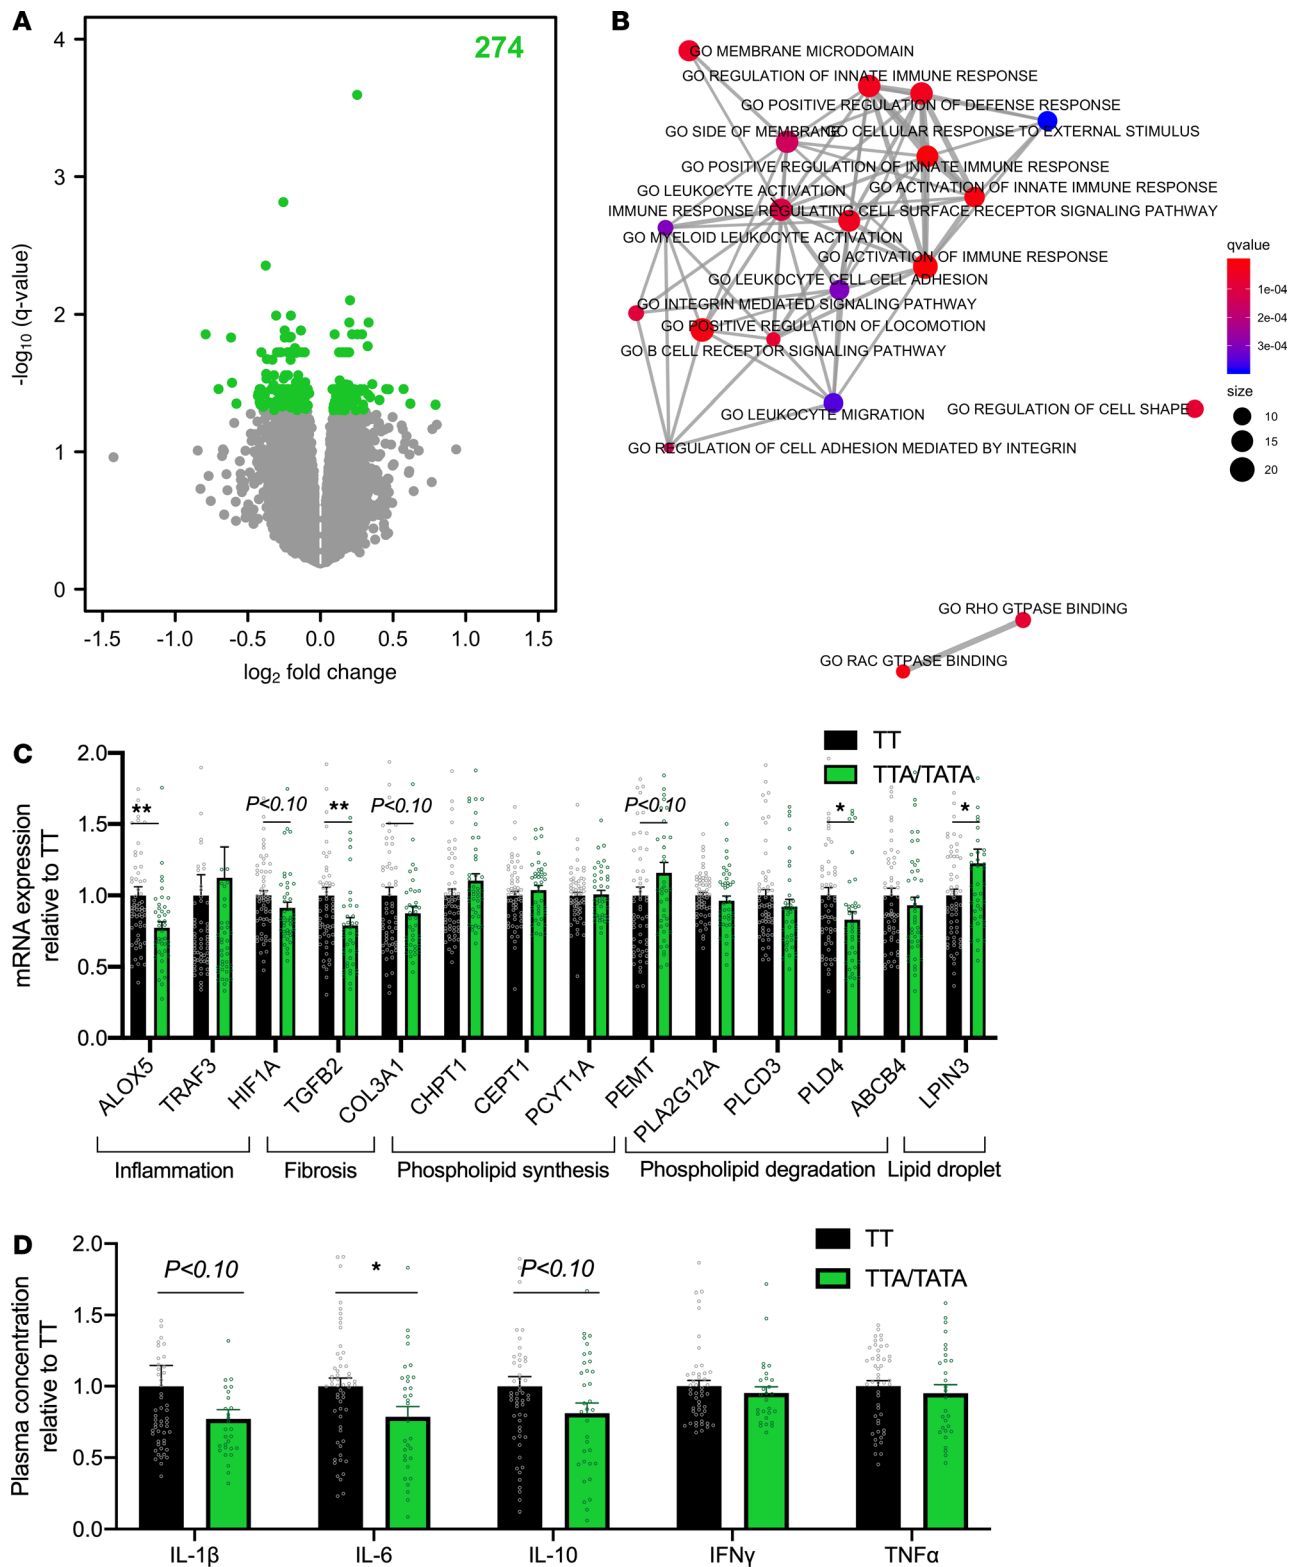 A
274
4
3
2
1
0
-log10 (q-value)
-1.5 -1.0 -0.5 0.0 0.5 1.0 1.5
log2 fold change
B
GO MEMBRANE MICRODOMAIN
GO REGULATION OF INNATE IMMUNE RESPONSE
GO POSITIVE REGULATION OF DEFENSE RESPONSE
GO SIDE OF MEMBRANE
GO CELLULAR RESPONSE TO EXTERNAL STIMULUS
GO POSITIVE REGULATION OF INNATE IMMUNE RESPONSE
GO LEUKOCYTE ACTIVATION
GO ACTIVATION OF INNATE IMMUNE RESPONSE
IMMUNE RESPONSE REGULATING CELL SURFACE RECEPTOR SIGNALING PATHWAY
GO MYELOID LEUKOCYTE ACTIVATION
GO ACTIVATION OF IMMUNE RESPONSE
GO LEUKOCYTE CELL CELL ADHESION
GO INTEGRIN MEDIATED SIGNALING PATHWAY
GO POSITIVE REGULATION OF LOCOMOTION
GO B CELL RECEPTOR SIGNALING PATHWAY
GO LEUKOCYTE MIGRATION
GO REGULATION OF CELL SHAPE
GO REGULATION OF CELL ADHESION MEDIATED BY INTEGRIN
GO RHO GTPASE BINDING
GO RAC GTPASE BINDING
qvalue
1e-04
2e-04
3e-04
size
10
15
20
C
TT
TTA/TATA
2.0
1.5
1.0
0.5
0.0
mRNA expression
relative to TT
** P<0.10 ** P<0.10 P<0.10 * *
ALOX5 TRAF3 HIF1A TGFB2 COL3A1 CHPT1 CEPT1 PCYT1A PEMT PLA2G12A PLCD3 PLD4 ABCB4 LPIN3
Inflammation Fibrosis Phospholipid synthesis Phospholipid degradation Lipid droplet
D
TT
TTA/TATA
2.0
1.5
1.0
0.5
0.0
Plasma concentration
relative to TT
P<0.10 * P<0.10
IL-1β IL-6 IL-10 IFNγ TNFα